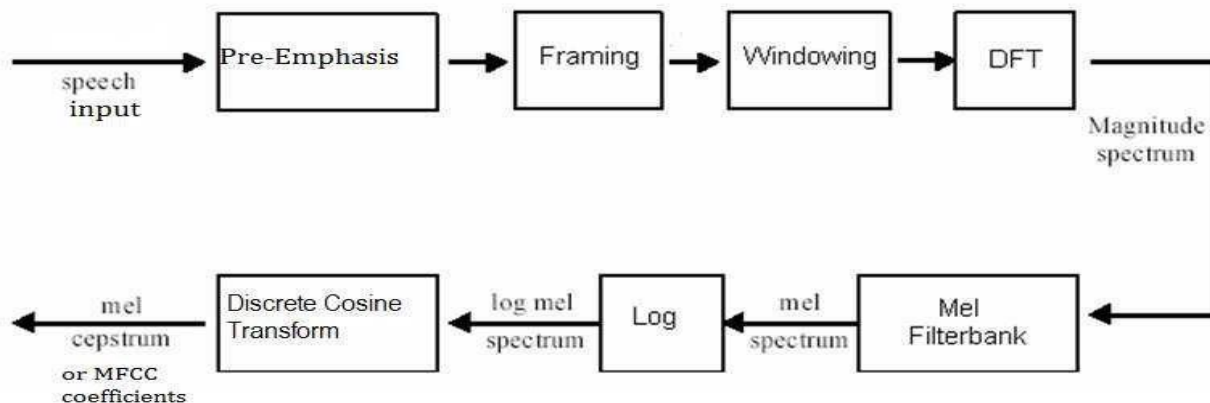 speech
input
Pre-Emphasis
Framing
Windowing
DFT
Magnitude
spectrum
Mel
Filterbank
mel
spectrum
Log
log mel
spectrum
Discrete Cosine
Transform
mel
cepstrum
or MFCC
coefficients